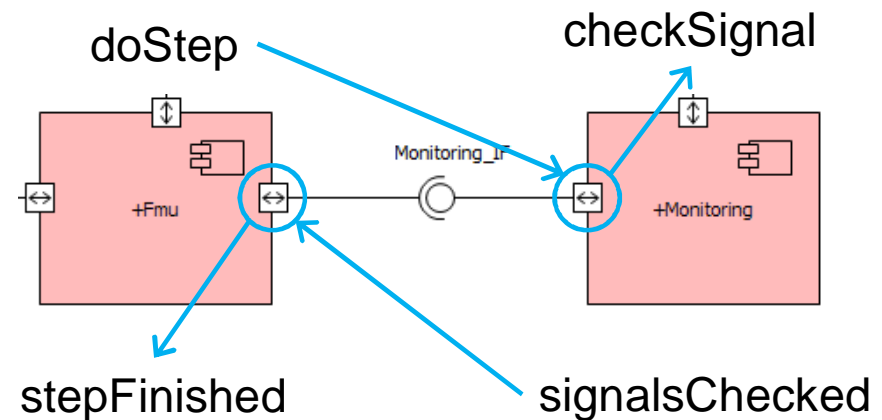 doStep
checkSignal
Monitoring_IF
+Fmu
+Monitoring
stepFinished
signalsChecked